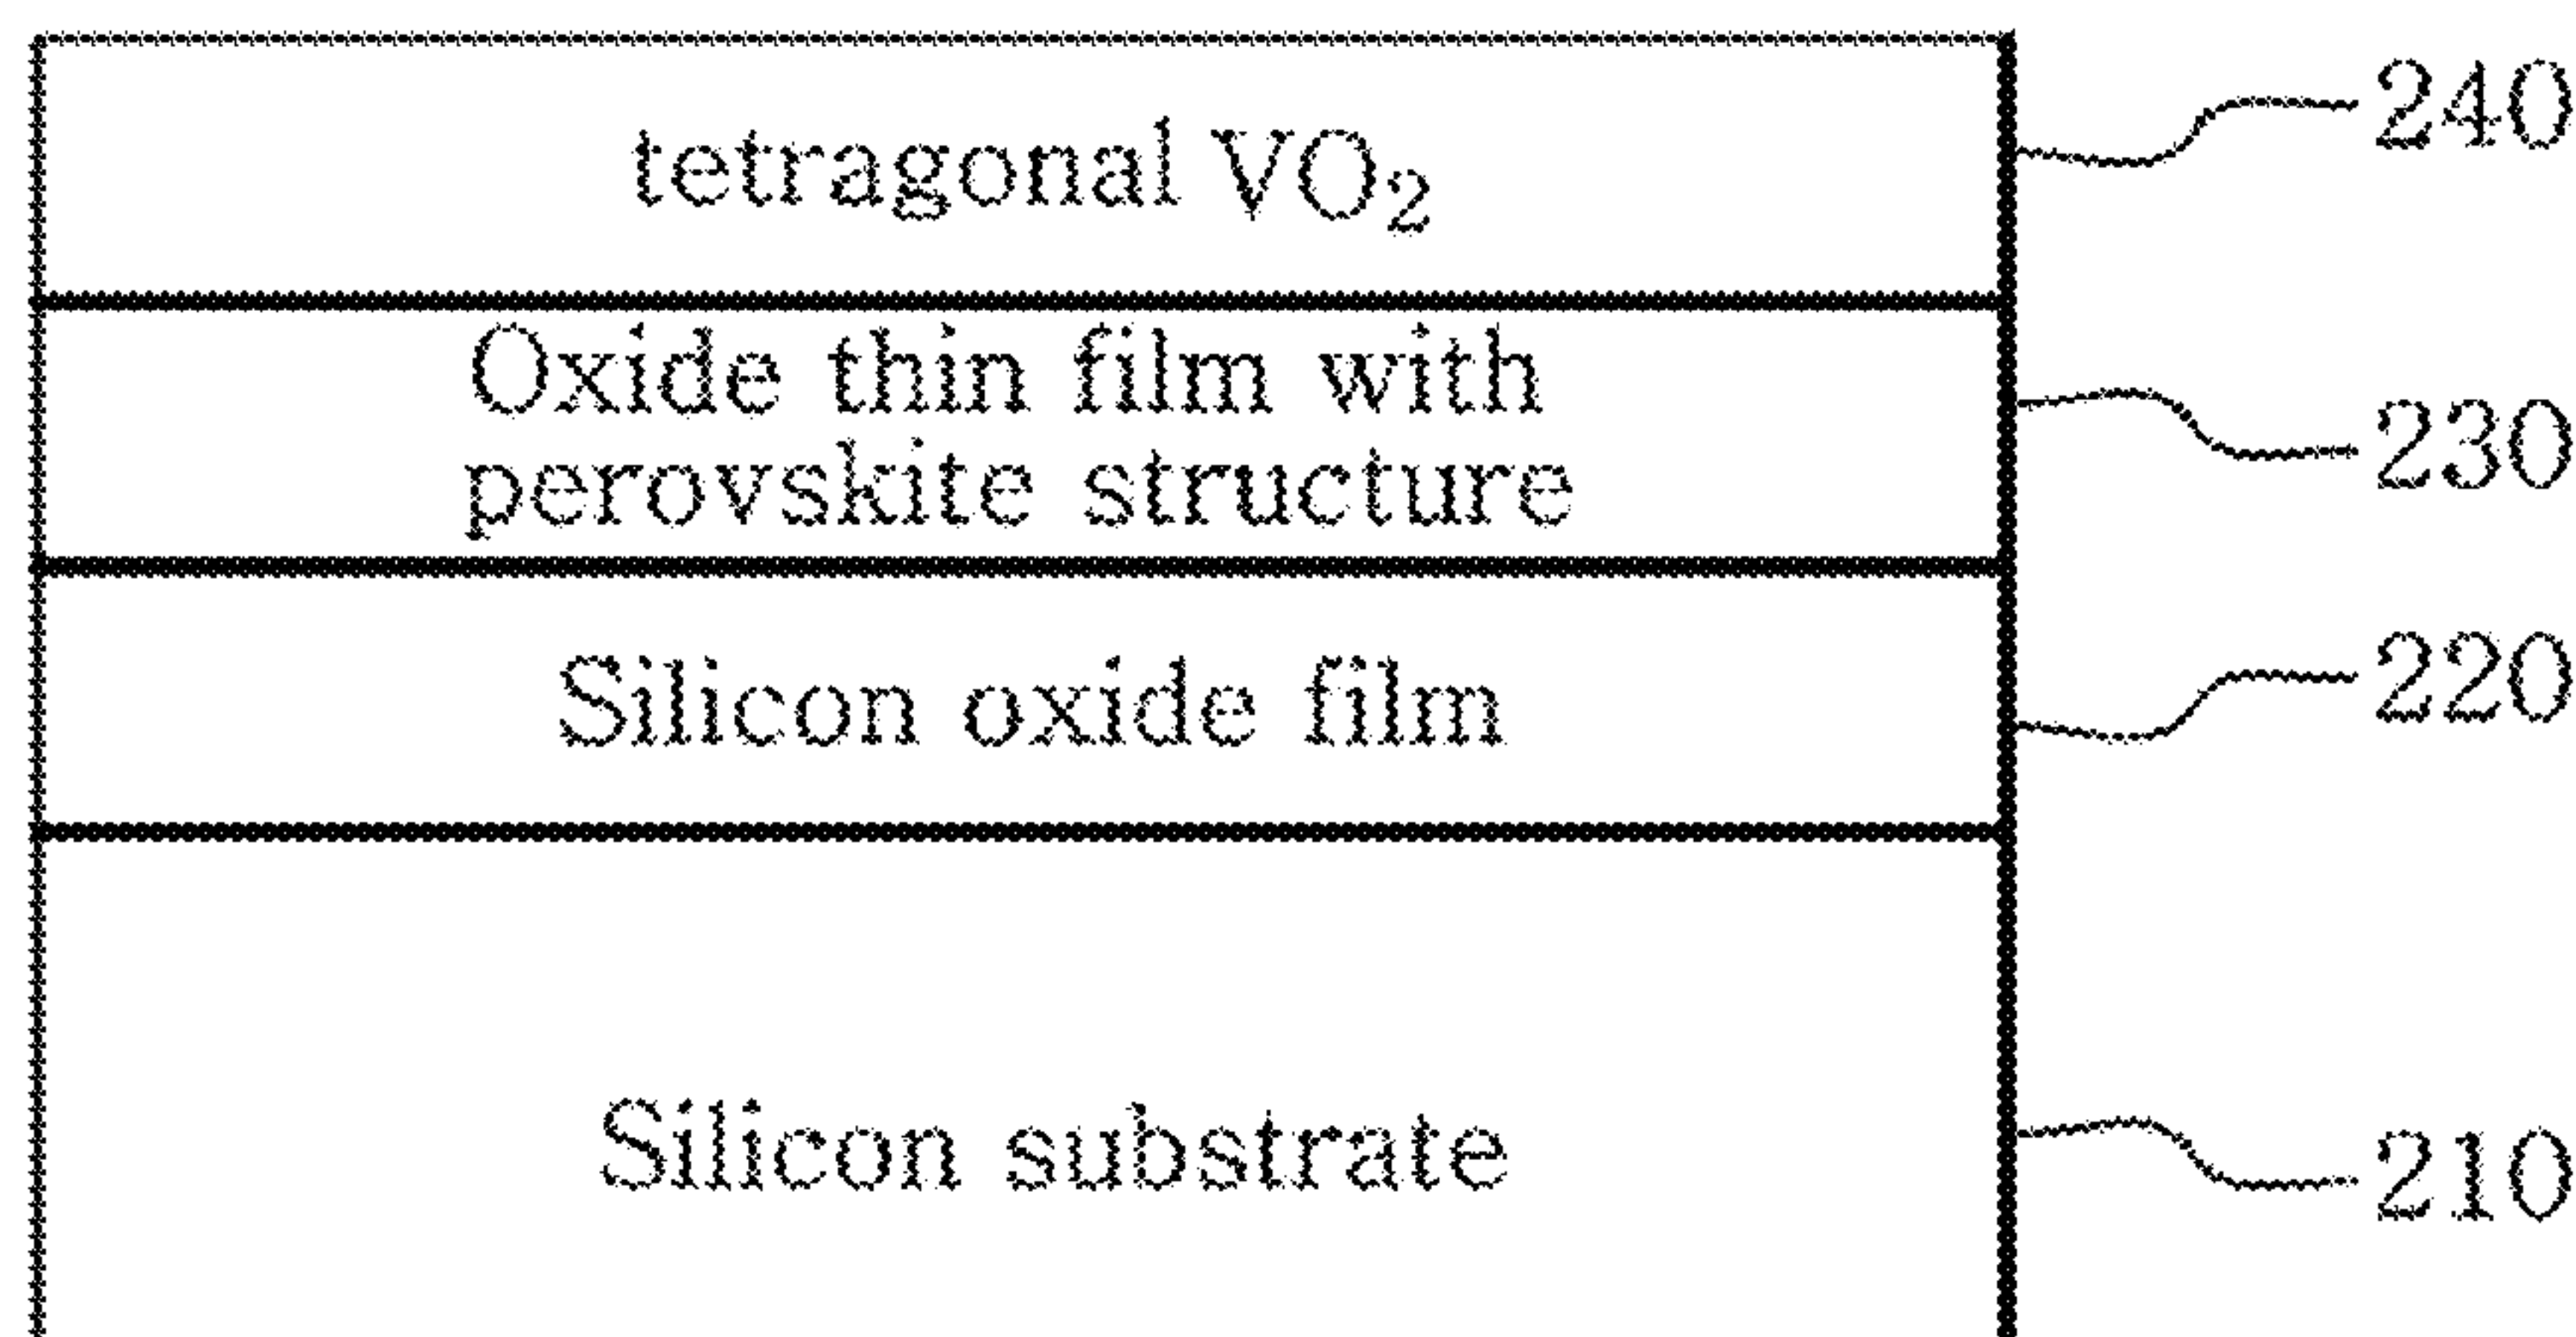 tetragonal VO₂ 240
Oxide thin film with
perovskite structure 230
Silicon oxide film 220
Silicon substrate 210